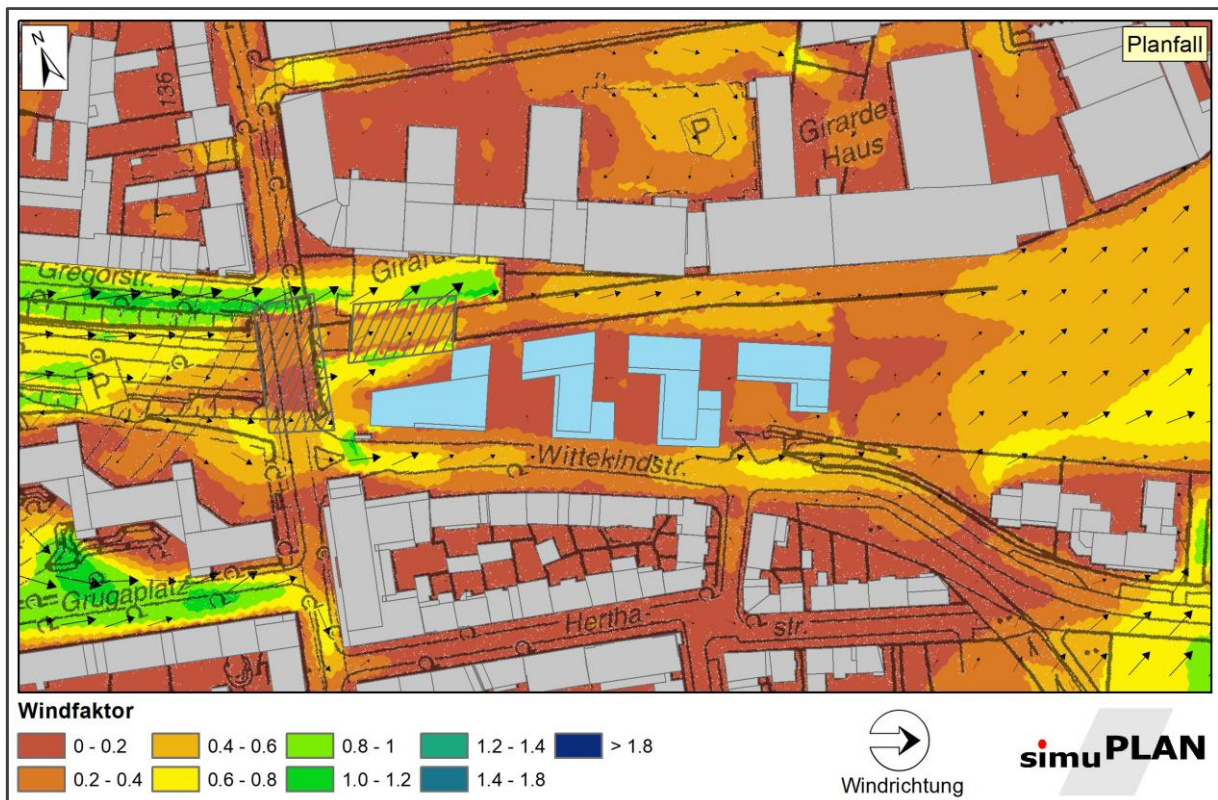 N
Planfall
136
P
Girardet
Haus
Gregorstr.
Girard
P
Wittekindstr.
Grugaplatz
Hertha
str.
Windfaktor
0 - 0.2
0.4 - 0.6
0.8 - 1
1.2 - 1.4
> 1.8
0.2 - 0.4
0.6 - 0.8
1.0 - 1.2
1.4 - 1.8
Windrichtung
simuPLAN